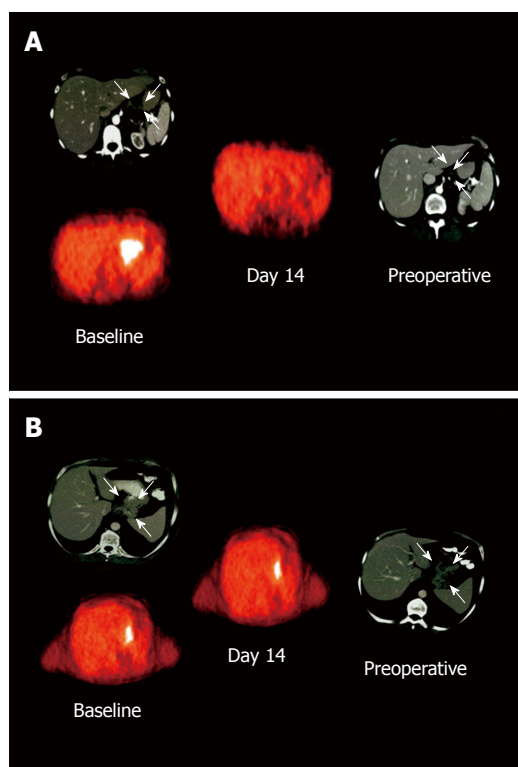 A
Day 14
Preoperative
Baseline
B
Day 14
Preoperative
Baseline